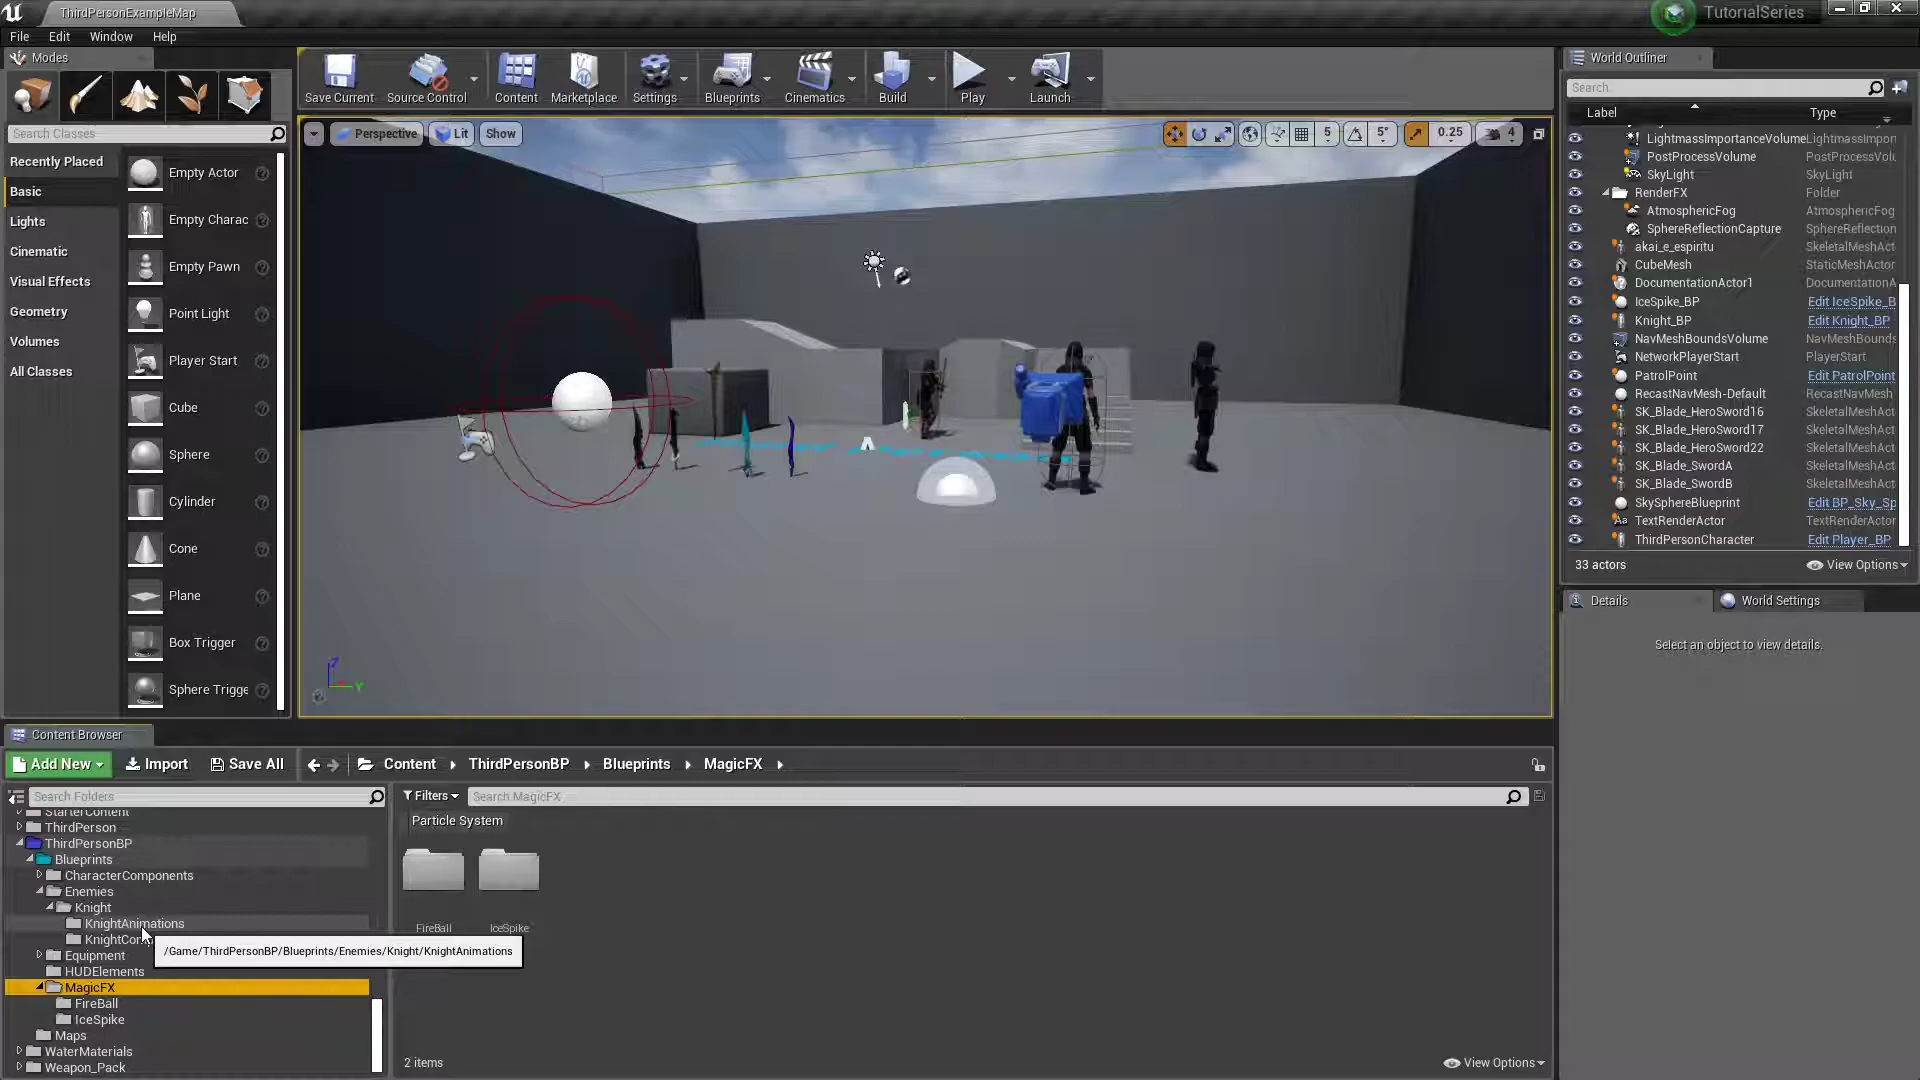 ThirdPersonExampleMap
TutorialSeries
File Edit Window Help
Modes
Save Current
Source Control
Content
Marketplace
Settings
Blueprints
Cinematics
Build
Play
Launch
Search Classes
Recently Placed
Basic
Lights
Cinematic
Visual Effects
Geometry
Volumes
All Classes
Empty Actor
Empty Charac
Empty Pawn
Point Light
Player Start
Cube
Sphere
Cylinder
Cone
Plane
Box Trigger
Sphere Trigge
Perspective
Lit
Show
5
5°
0.25
4
Z
Y
World Outliner
Search.
Label Type
LightmassImportanceVolume LightmassImpor
PostProcessVolume PostProcessVolu
SkyLight SkyLight
RenderFX Folder
AtmosphericFog AtmosphericFog
SphereReflectionCapture SphereReflection
akai_e_espiritu SkeletalMeshAct
CubeMesh StaticMeshActor
DocumentationActor1 DocumentationA
IceSpike_BP Edit IceSpike_B
Knight_BP Edit Knight_BP
NavMeshBoundsVolume NavMeshBounds
NetworkPlayerStart PlayerStart
PatrolPoint Edit PatrolPoint
RecastNavMesh-Default RecastNavMesh
SK_Blade_HeroSword16 SkeletalMeshAct
SK_Blade_HeroSword17 SkeletalMeshAct
SK_Blade_HeroSword22 SkeletalMeshAct
SK_Blade_SwordA SkeletalMeshAct
SK_Blade_SwordB SkeletalMeshAct
SkySphereBlueprint Edit BP_Sky_Sp
TextRenderActor TextRenderActor
ThirdPersonCharacter Edit Player_BP
33 actors
View Options
Details
World Settings
Select an object to view details.
Content Browser
Add New
Import
Save All
Content
ThirdPersonBP
Blueprints
MagicFX
Search Folders
StarterContent
ThirdPerson
ThirdPersonBP
Blueprints
CharacterComponents
Enemies
Knight
KnightAnimations
KnightCon
Equipment
HUDElements
MagicFX
FireBall
IceSpike
Maps
WaterMaterials
Weapon_Pack
/Game/ThirdPersonBP/Blueprints/Enemies/Knight/KnightAnimations
Filters
Search MagicFX
Particle System
FireBall
IceSpike
2 items
View Options